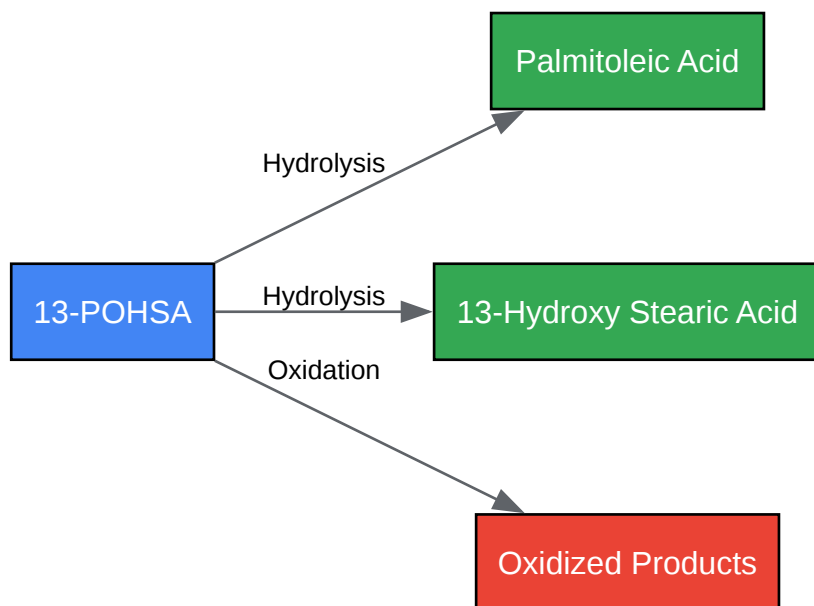 Palmitoleic Acid
Hydrolysis
13-POHSA
Hydrolysis
13-Hydroxy Stearic Acid
Oxidation
Oxidized Products